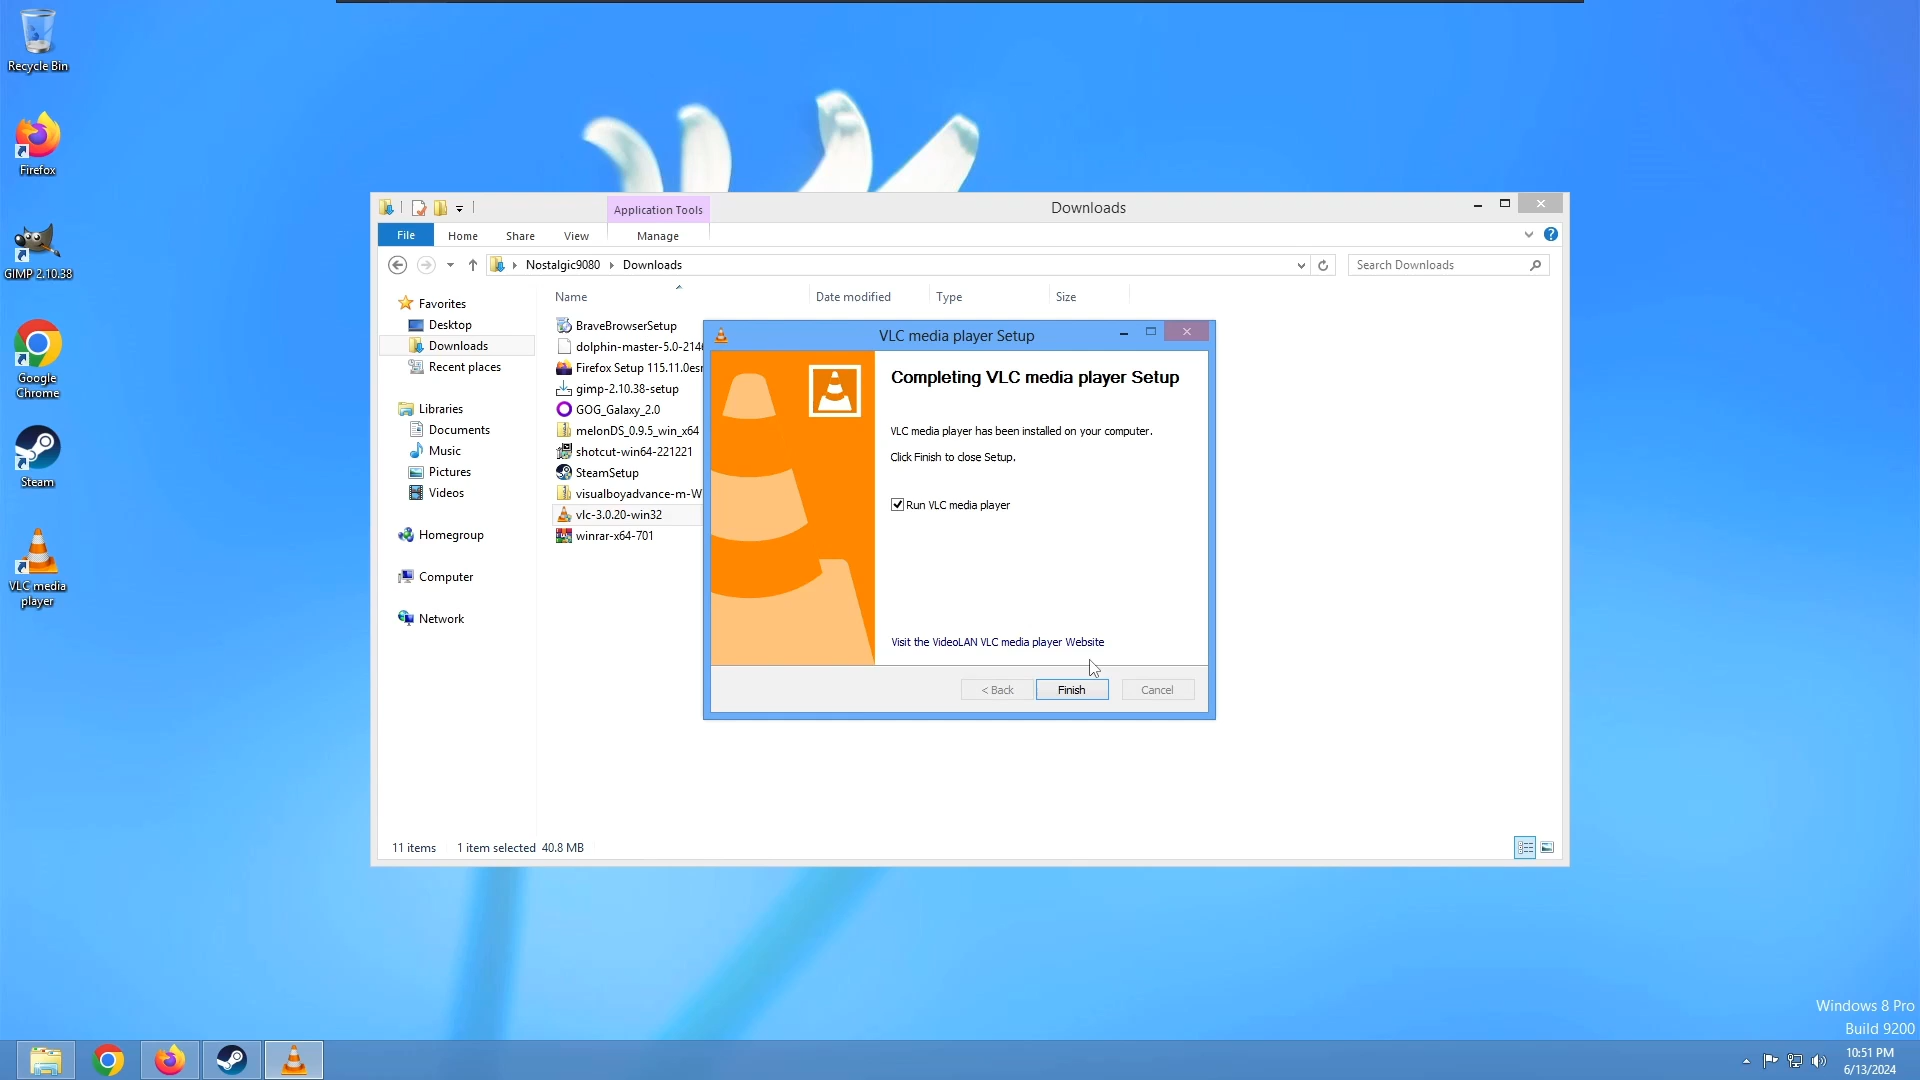 Recycle Bin
Firefox
GIMP 2.10.38
Google
Chrome
Steam
VLC media
player
Application Tools
Downloads
File
Home
Share
View
Manage
Nostalgic9080
Downloads
Search Downloads
Favorites
Desktop
Downloads
Recent places
Libraries
Documents
Music
Pictures
Videos
Homegroup
Computer
Network
Name
Date modified
Type
Size
BraveBrowserSetup
dolphin-master-5.0-2146
Firefox Setup 115.11.0esr
gimp-2.10.38-setup
GOG_Galaxy_2.0
melonDS_0.9.5_win_x64
shotcut-win64-221221
SteamSetup
visualboyadvance-m-W
vlc-3.0.20-win32
winrar-x64-701
VLC media player Setup
Completing VLC media player Setup
VLC media player has been installed on your computer.
Click Finish to close Setup.
Run VLC media player
Visit the VideoLAN VLC media player Website
< Back
Finish
Cancel
11 items
1 item selected 40.8 MB
Windows 8 Pro
Build 9200
10:51 PM
6/13/2024